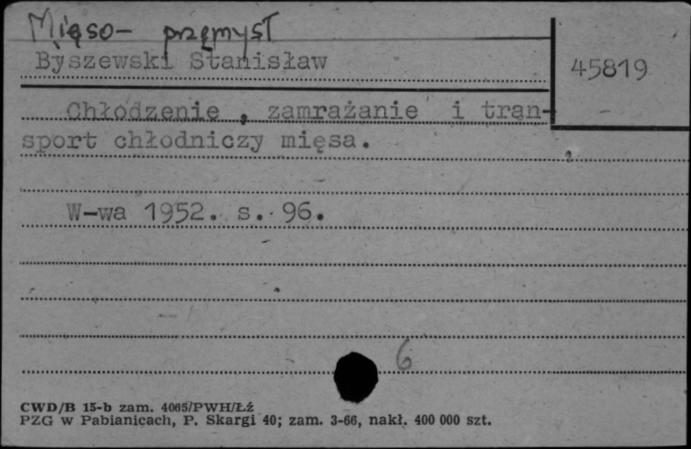 Mięso- przemysł
Byszewski Stanisław
45819
Chłodzenie , zamrażanie i tran-
sport chłodniczy mięsa.
W-wa 1952. s. 96.
6
CWD/B 15-b zam. 4065/PWH/Łź
PZG w Pabianicach, P. Skargi 40; zam. 3-66, nakł. 400 000 szt.